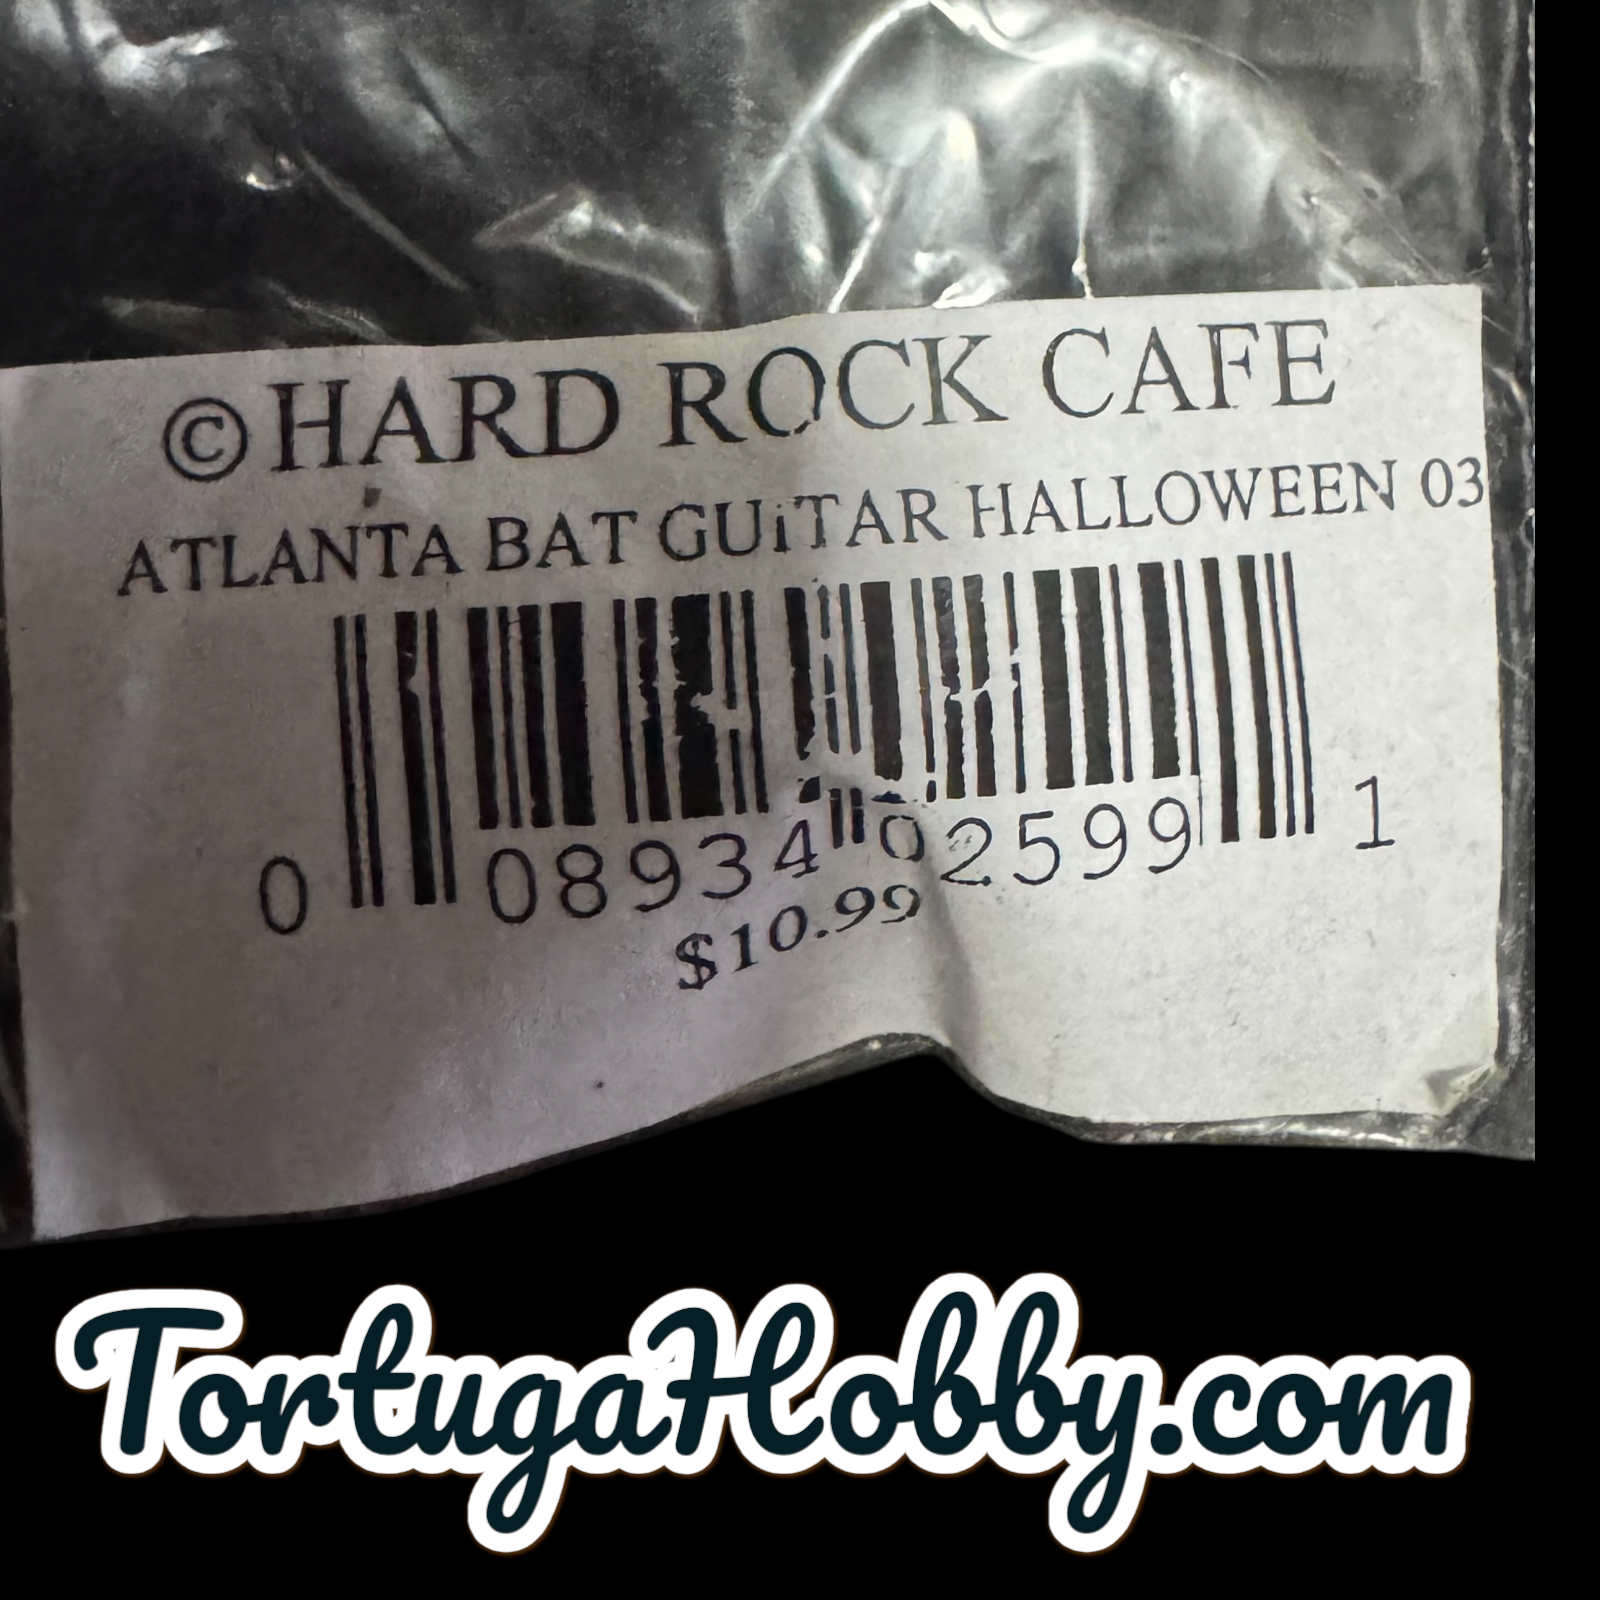 ©HARD ROCK CAFE
ATLANTA BAT GUiTAR HALLOWEEN 03
0 08934 02599 1
$10.99
TortugaHobby.com